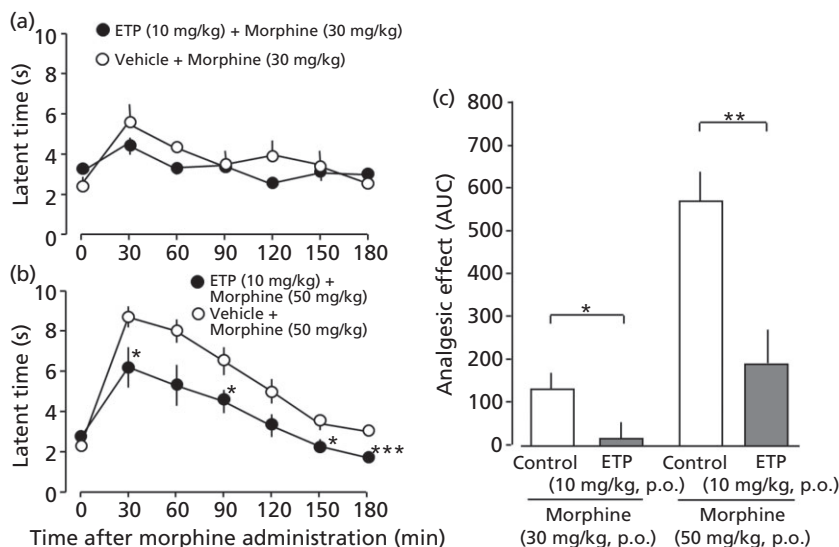 (a)
ETP (10 mg/kg) + Morphine (30 mg/kg)
Vehicle + Morphine (30 mg/kg)
Latent time (s)
10
8
6
4
2
0
0 30 60 90 120 150 180
(b)
ETP (10 mg/kg) +
Morphine (50 mg/kg)
Vehicle +
Morphine (50 mg/kg)
Latent time (s)
10
8
6
4
2
0
* * * ***
0 30 60 90 120 150 180
Time after morphine administration (min)
(c)
Analgesic effect (AUC)
800
700
600
500
400
300
200
100
0
* **
Control ETP Control ETP
(10 mg/kg, p.o.) (10 mg/kg, p.o.)
Morphine Morphine
(30 mg/kg, p.o.) (50 mg/kg, p.o.)